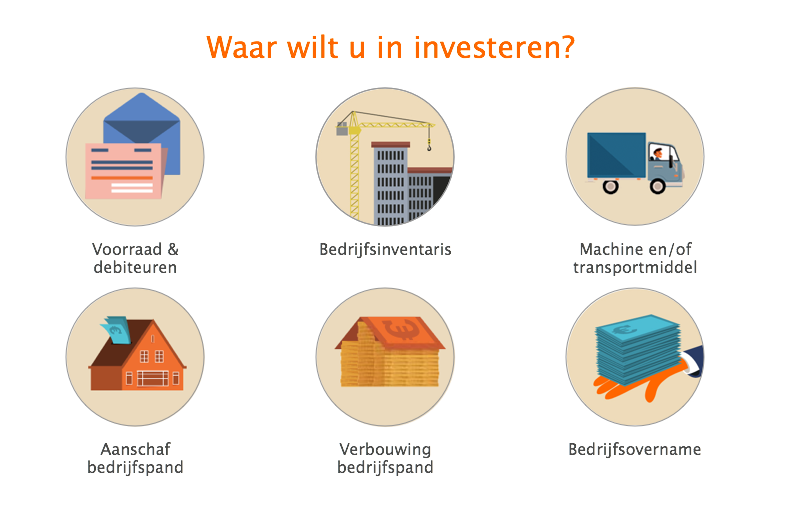 Waar wilt u in investeren?
Voorraad &
debiteuren
Bedrijfsinventaris
Machine en/of
transportmiddel
Aanschaf
bedrijfspand
Verbouwing
bedrijfspand
Bedrijfsovername